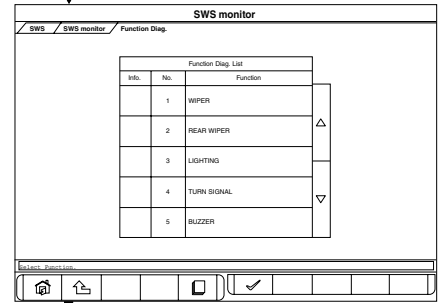 SWS monitor
SWS SWS monitor Function Diag.
Function Diag. List
Info. No. Function
1 WIPER
2 REAR WIPER
3 LIGHTING
4 TURN SIGNAL
5 BUZZER
Select Function.